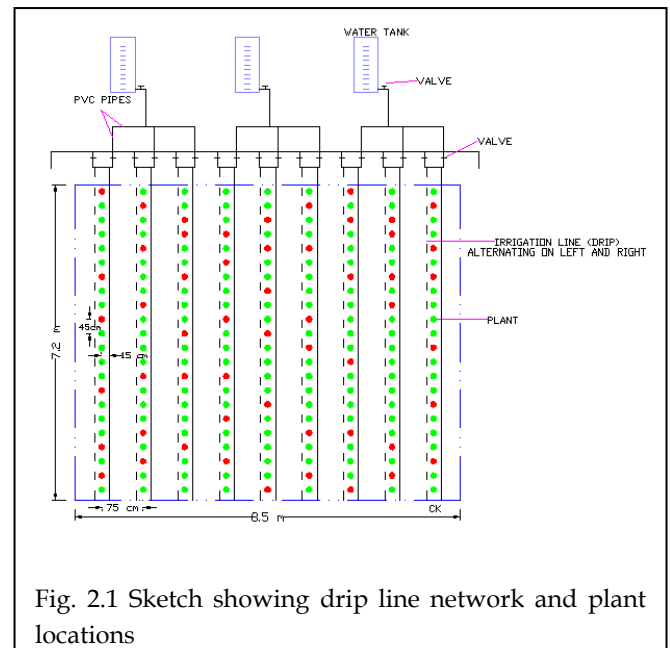 WATER TANK
VALVE
PVC PIPES
VALVE
IRRIGATION LINE (DRIP)
ALTERNATING ON LEFT AND RIGHT
PLANT
45cm
15 cm
7.2 m
75 cm
CK
8.5 m
Fig. 2.1 Sketch showing drip line network and plant
locations